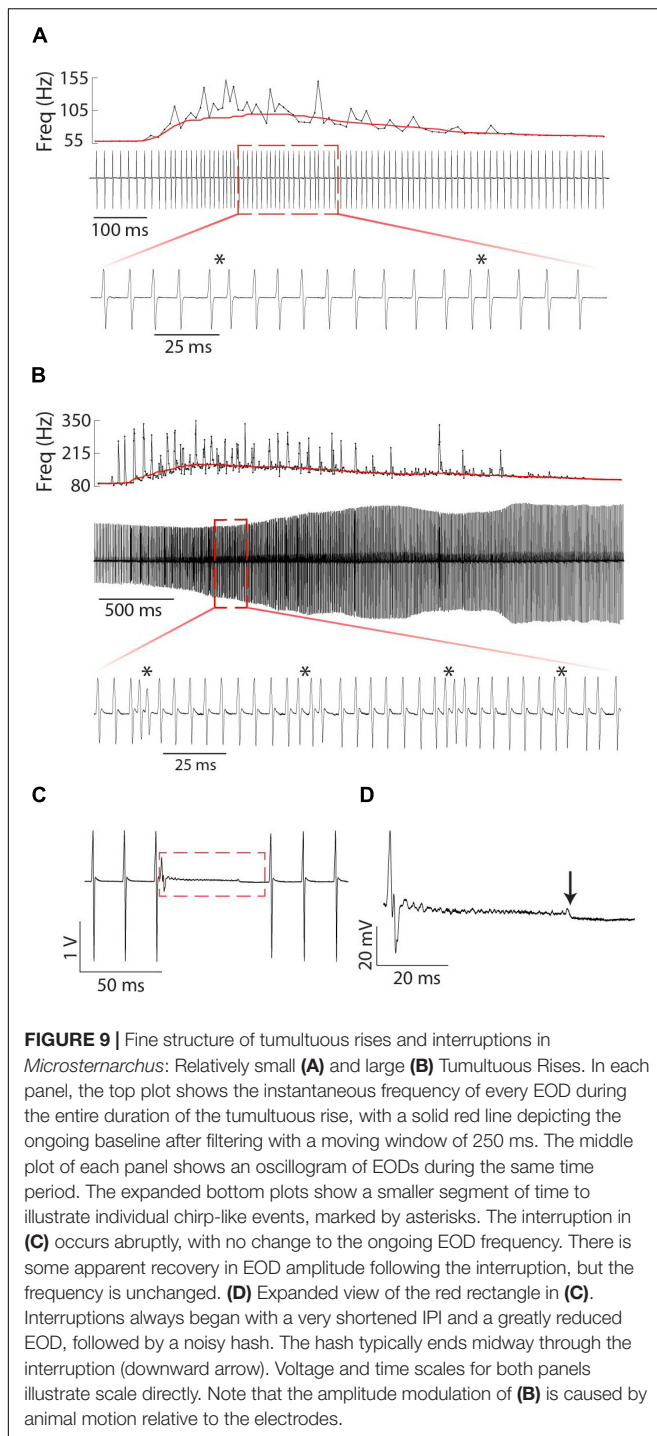 A
155
105
55
Freq (Hz)
100 ms
*
*
25 ms
B
350
215
80
Freq (Hz)
500 ms
*
*
*
*
25 ms
C
D
1 V
50 ms
20 mV
20 ms
FIGURE 9 | Fine structure of tumultuous rises and interruptions in
Microsternarchus: Relatively small (A) and large (B) Tumultuous Rises. In each
panel, the top plot shows the instantaneous frequency of every EOD during
the entire duration of the tumultuous rise, with a solid red line depicting the
ongoing baseline after filtering with a moving window of 250 ms. The middle
plot of each panel shows an oscillogram of EODs during the same time
period. The expanded bottom plots show a smaller segment of time to
illustrate individual chirp-like events, marked by asterisks. The interruption in
(C) occurs abruptly, with no change to the ongoing EOD frequency. There is
some apparent recovery in EOD amplitude following the interruption, but the
frequency is unchanged. (D) Expanded view of the red rectangle in (C).
Interruptions always began with a very shortened IPI and a greatly reduced
EOD, followed by a noisy hash. The hash typically ends midway through the
interruption (downward arrow). Voltage and time scales for both panels
illustrate scale directly. Note that the amplitude modulation of (B) is caused by
animal motion relative to the electrodes.